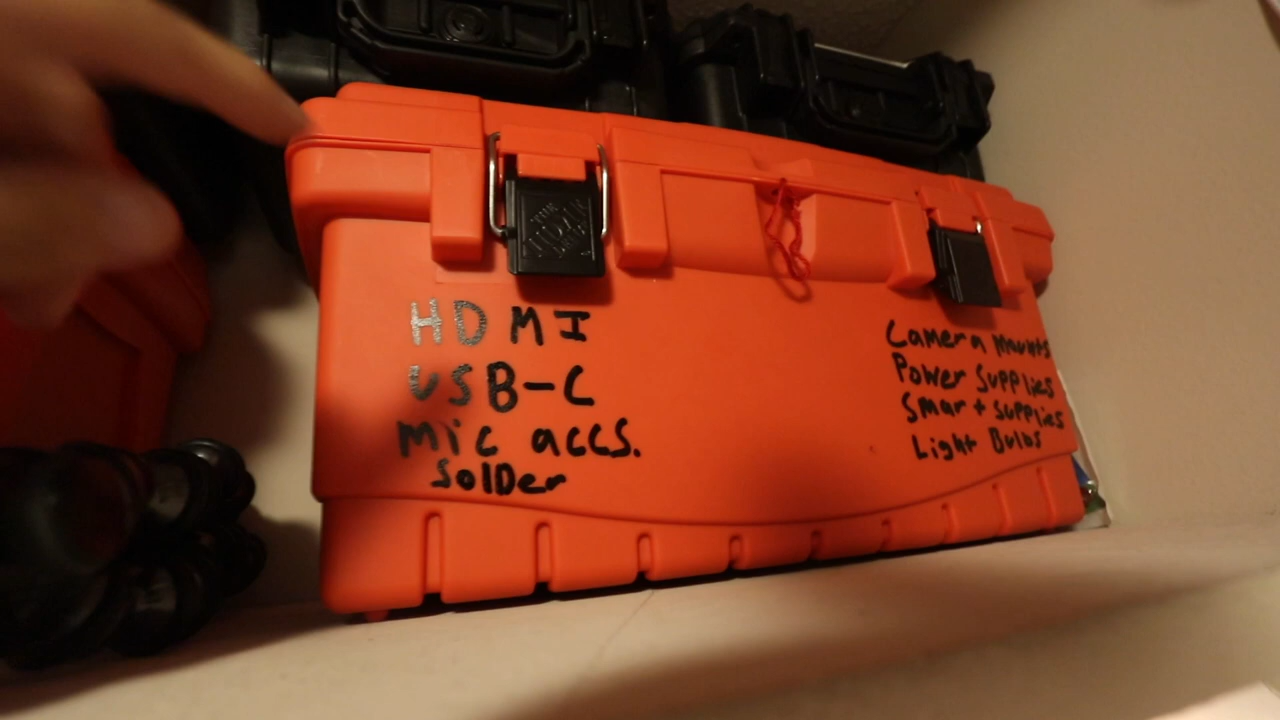 HDMI
USB-C
Mic accs.
SolDer
Camera Mounts
Power Supplies
Smart Supplies
Light Bulbs